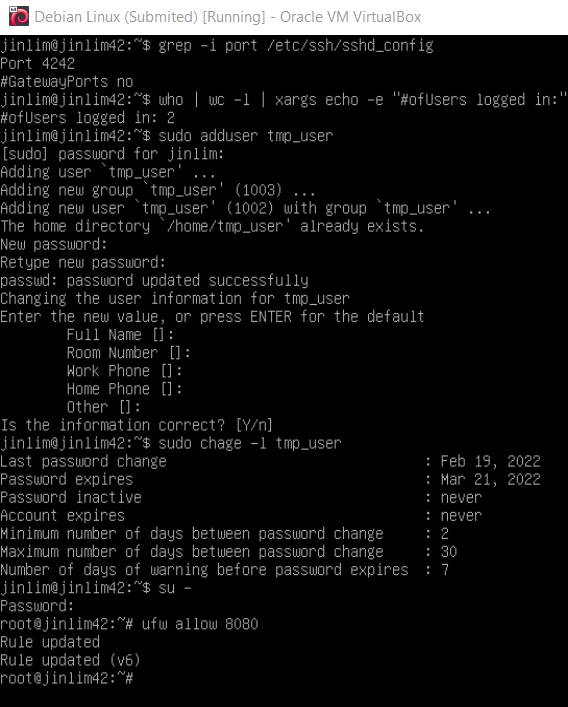 Debian Linux (Submited) [Running] - Oracle VM VirtualBox
jinlim@jinlim42:~$ grep -i port /etc/ssh/sshd_config
Port 4242
#GatewayPorts no
jinlim@jinlim42:~$ who | wc -l | xargs echo -e "#ofUsers logged in:"
#ofUsers logged in: 2
jinlim@jinlim42:~$ sudo adduser tmp_user
[sudo] password for jinlim:
Adding user `tmp_user' ...
Adding new group `tmp_user' (1003) ...
Adding new user `tmp_user' (1002) with group `tmp_user' ...
The home directory `/home/tmp_user' already exists.
New password:
Retype new password:
passwd: password updated successfully
Changing the user information for tmp_user
Enter the new value, or press ENTER for the default
        Full Name []:
        Room Number []:
        Work Phone []:
        Home Phone []:
        Other []:
Is the information correct? [Y/n]
jinlim@jinlim42:~$ sudo chage -l tmp_user
Last password change                                    : Feb 19, 2022
Password expires                                        : Mar 21, 2022
Password inactive                                       : never
Account expires                                         : never
Minimum number of days between password change          : 2
Maximum number of days between password change          : 30
Number of days of warning before password expires       : 7
jinlim@jinlim42:~$ su -
Password:
root@jinlim42:~# ufw allow 8080
Rule updated
Rule updated (v6)
root@jinlim42:~#